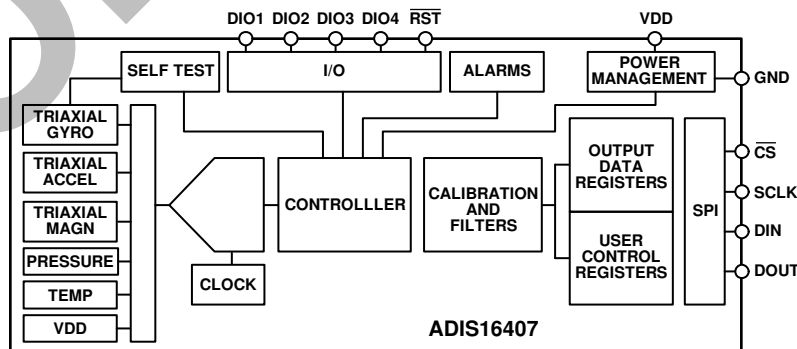 DIO1 DIO2 DIO3 DIO4 RST
VDD
SELF TEST
I/O
ALARMS
POWER
MANAGEMENT
GND
TRIAXIAL
GYRO
TRIAXIAL
ACCEL
TRIAXIAL
MAGN
PRESSURE
TEMP
VDD
CLOCK
CONTROLLLER
CALIBRATION
AND
FILTERS
OUTPUT
DATA
REGISTERS
USER
CONTROL
REGISTERS
SPI
CS
SCLK
DIN
DOUT
ADIS16407